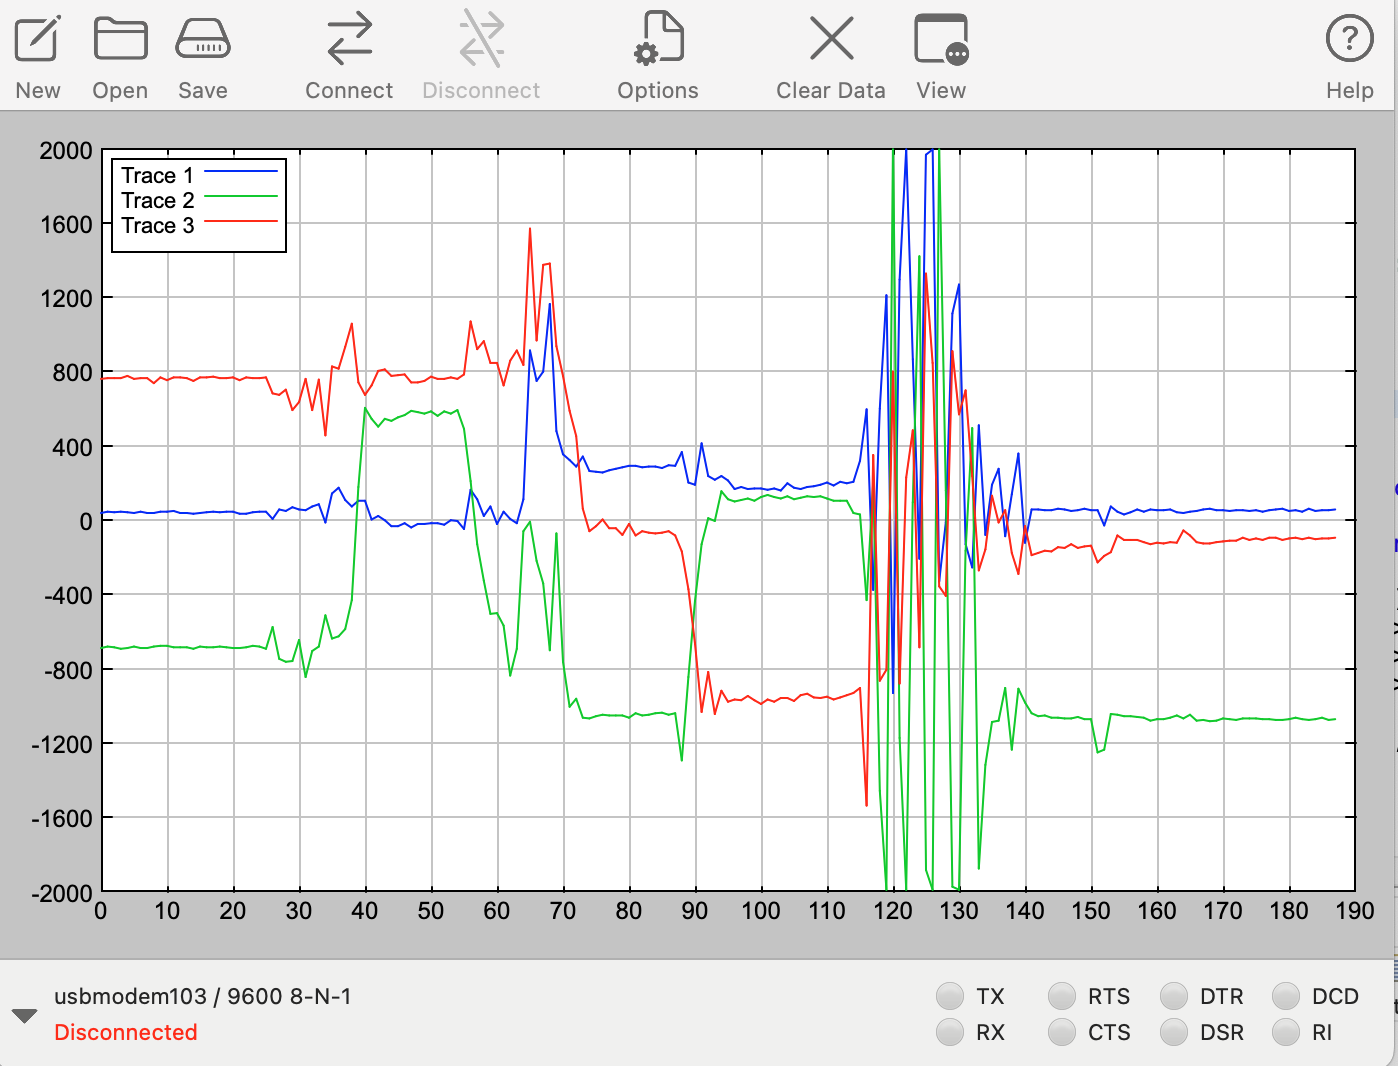 New Open Save Connect Disconnect Options Clear Data View Help
2000
Trace 1
Trace 2
1600
Trace 3
1200
800
400
0
-400
-800
-1200
-1600
-2000
0 10 20 30 40 50 60 70 80 90 100 110 120 130 140 150 160 170 180 190
usbmodem103 / 9600 8-N-1 TX RTS DTR DCD
Disconnected RX CTS DSR RI